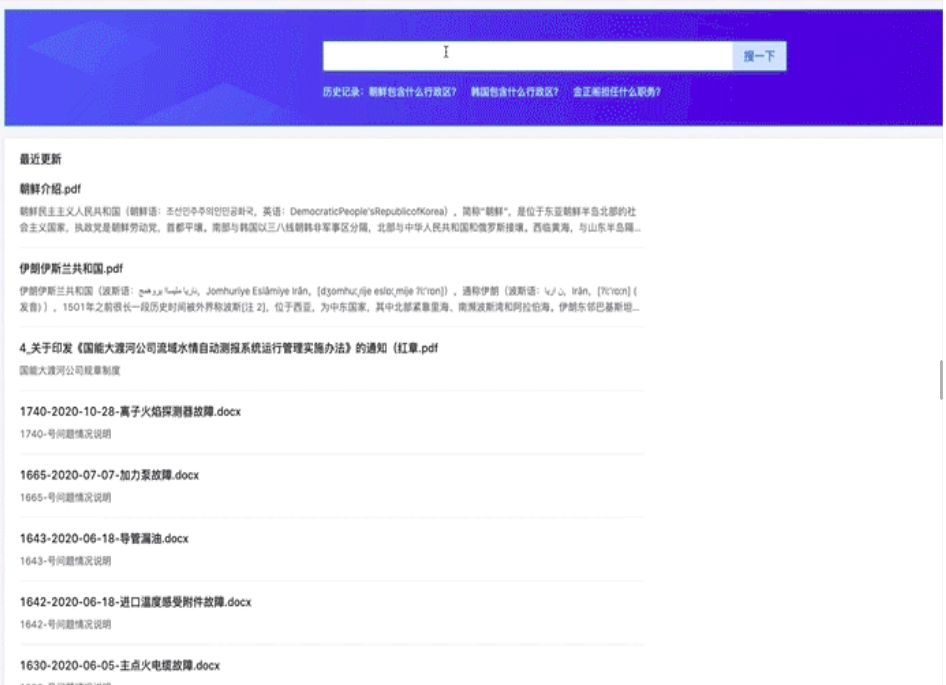 搜一下
历史记录：朝鲜包含什么行政区? 韩国包含什么行政区? 金正阁担任什么职务?
最近更新
朝鲜介绍.pdf
朝鲜民主主义人民共和国（朝鲜语：조선민주주의인민공화국，英语：DemocraticPeople'sRepublicofKorea），简称“朝鲜”，是位于东亚朝鲜半岛北部的社
会主义国家，执政党是朝鲜劳动党，首都平壤。南部与韩国以三八线朝韩非军事区分隔，北部与中华人民共和国和俄罗斯接壤。西临黄海，与山东半岛隔...
伊朗伊斯兰共和国.pdf
伊朗伊斯兰共和国（波斯语：Jomhuriye Eslâmiye Irân，），通称伊朗（波斯语：Irân,
发音)），1501年之前很长一段历史时间被外界称波斯[注 2]，位于西亚，为中东国家，其中北部紧靠里海、南濒波斯湾和阿拉伯海。伊朗东邻巴基斯坦...
4_关于印发《国能大渡河公司流域水情自动测报系统运行管理实施办法》的通知（红章.pdf
国能大渡河公司规章制度
1740-2020-10-28-离子火焰探测器故障.docx
1740-号问题情况说明
1665-2020-07-07-加力泵故障.docx
1665-号问题情况说明
1643-2020-06-18-导管漏油.docx
1643-号问题情况说明
1642-2020-06-18-进口温度感受附件故障.docx
1642-号问题情况说明
1630-2020-06-05-主点火电缆故障.docx